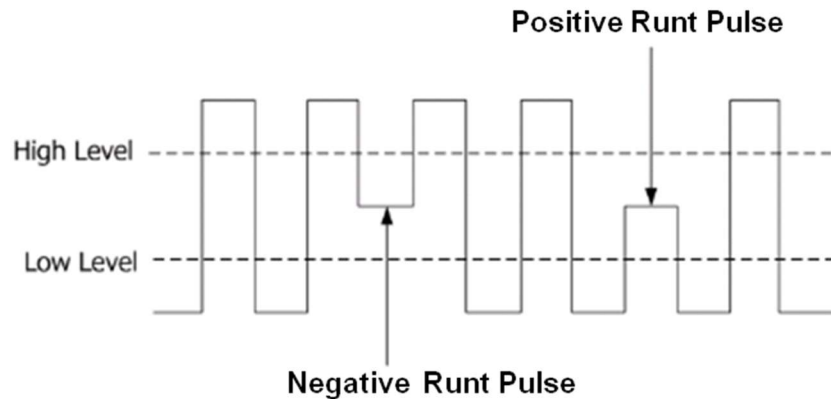 Positive Runt Pulse
High Level
Low Level
Negative Runt Pulse